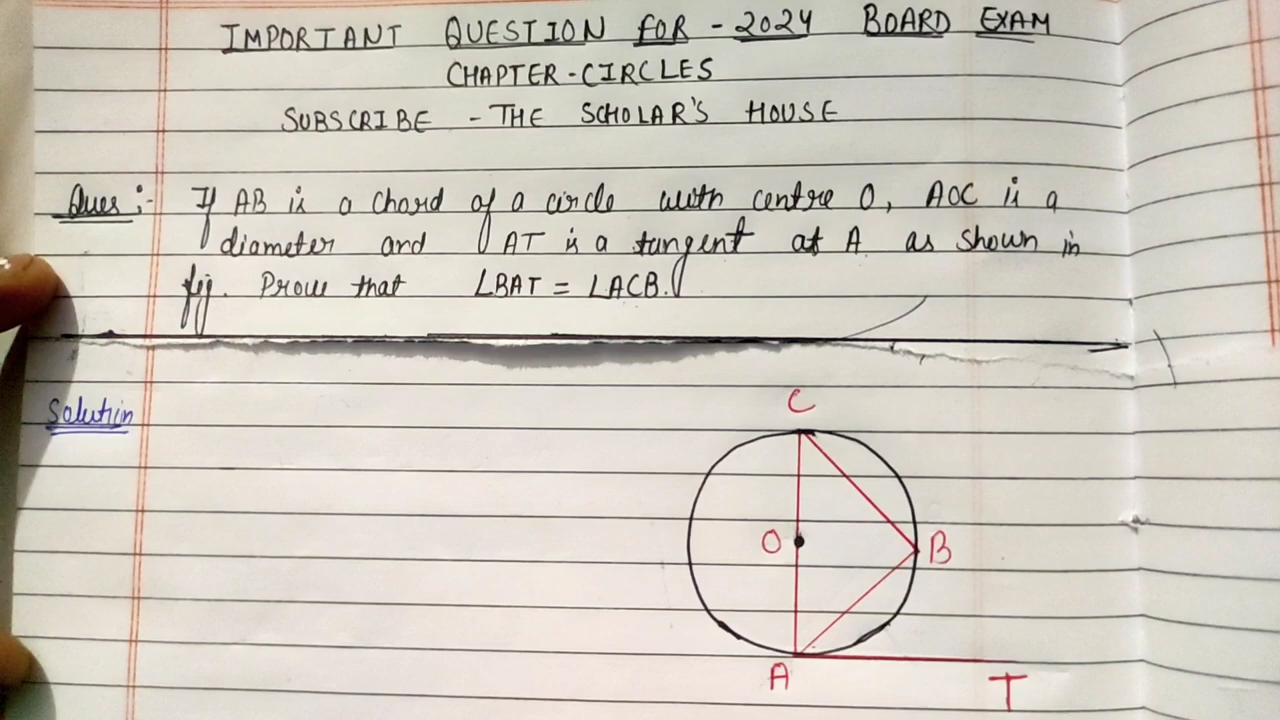 IMPORTANT QUESTION FOR - 2024 BOARD EXAM
CHAPTER - CIRCLES
SUBSCRIBE - THE SCHOLAR'S HOUSE
Ques :- If AB is a chord of a circle with centre O, AOC is a
diameter and AT is a tangent at A as shown in
fig. Prove that ∠BAT = ∠ACB.
Solution
C
O
B
A
T